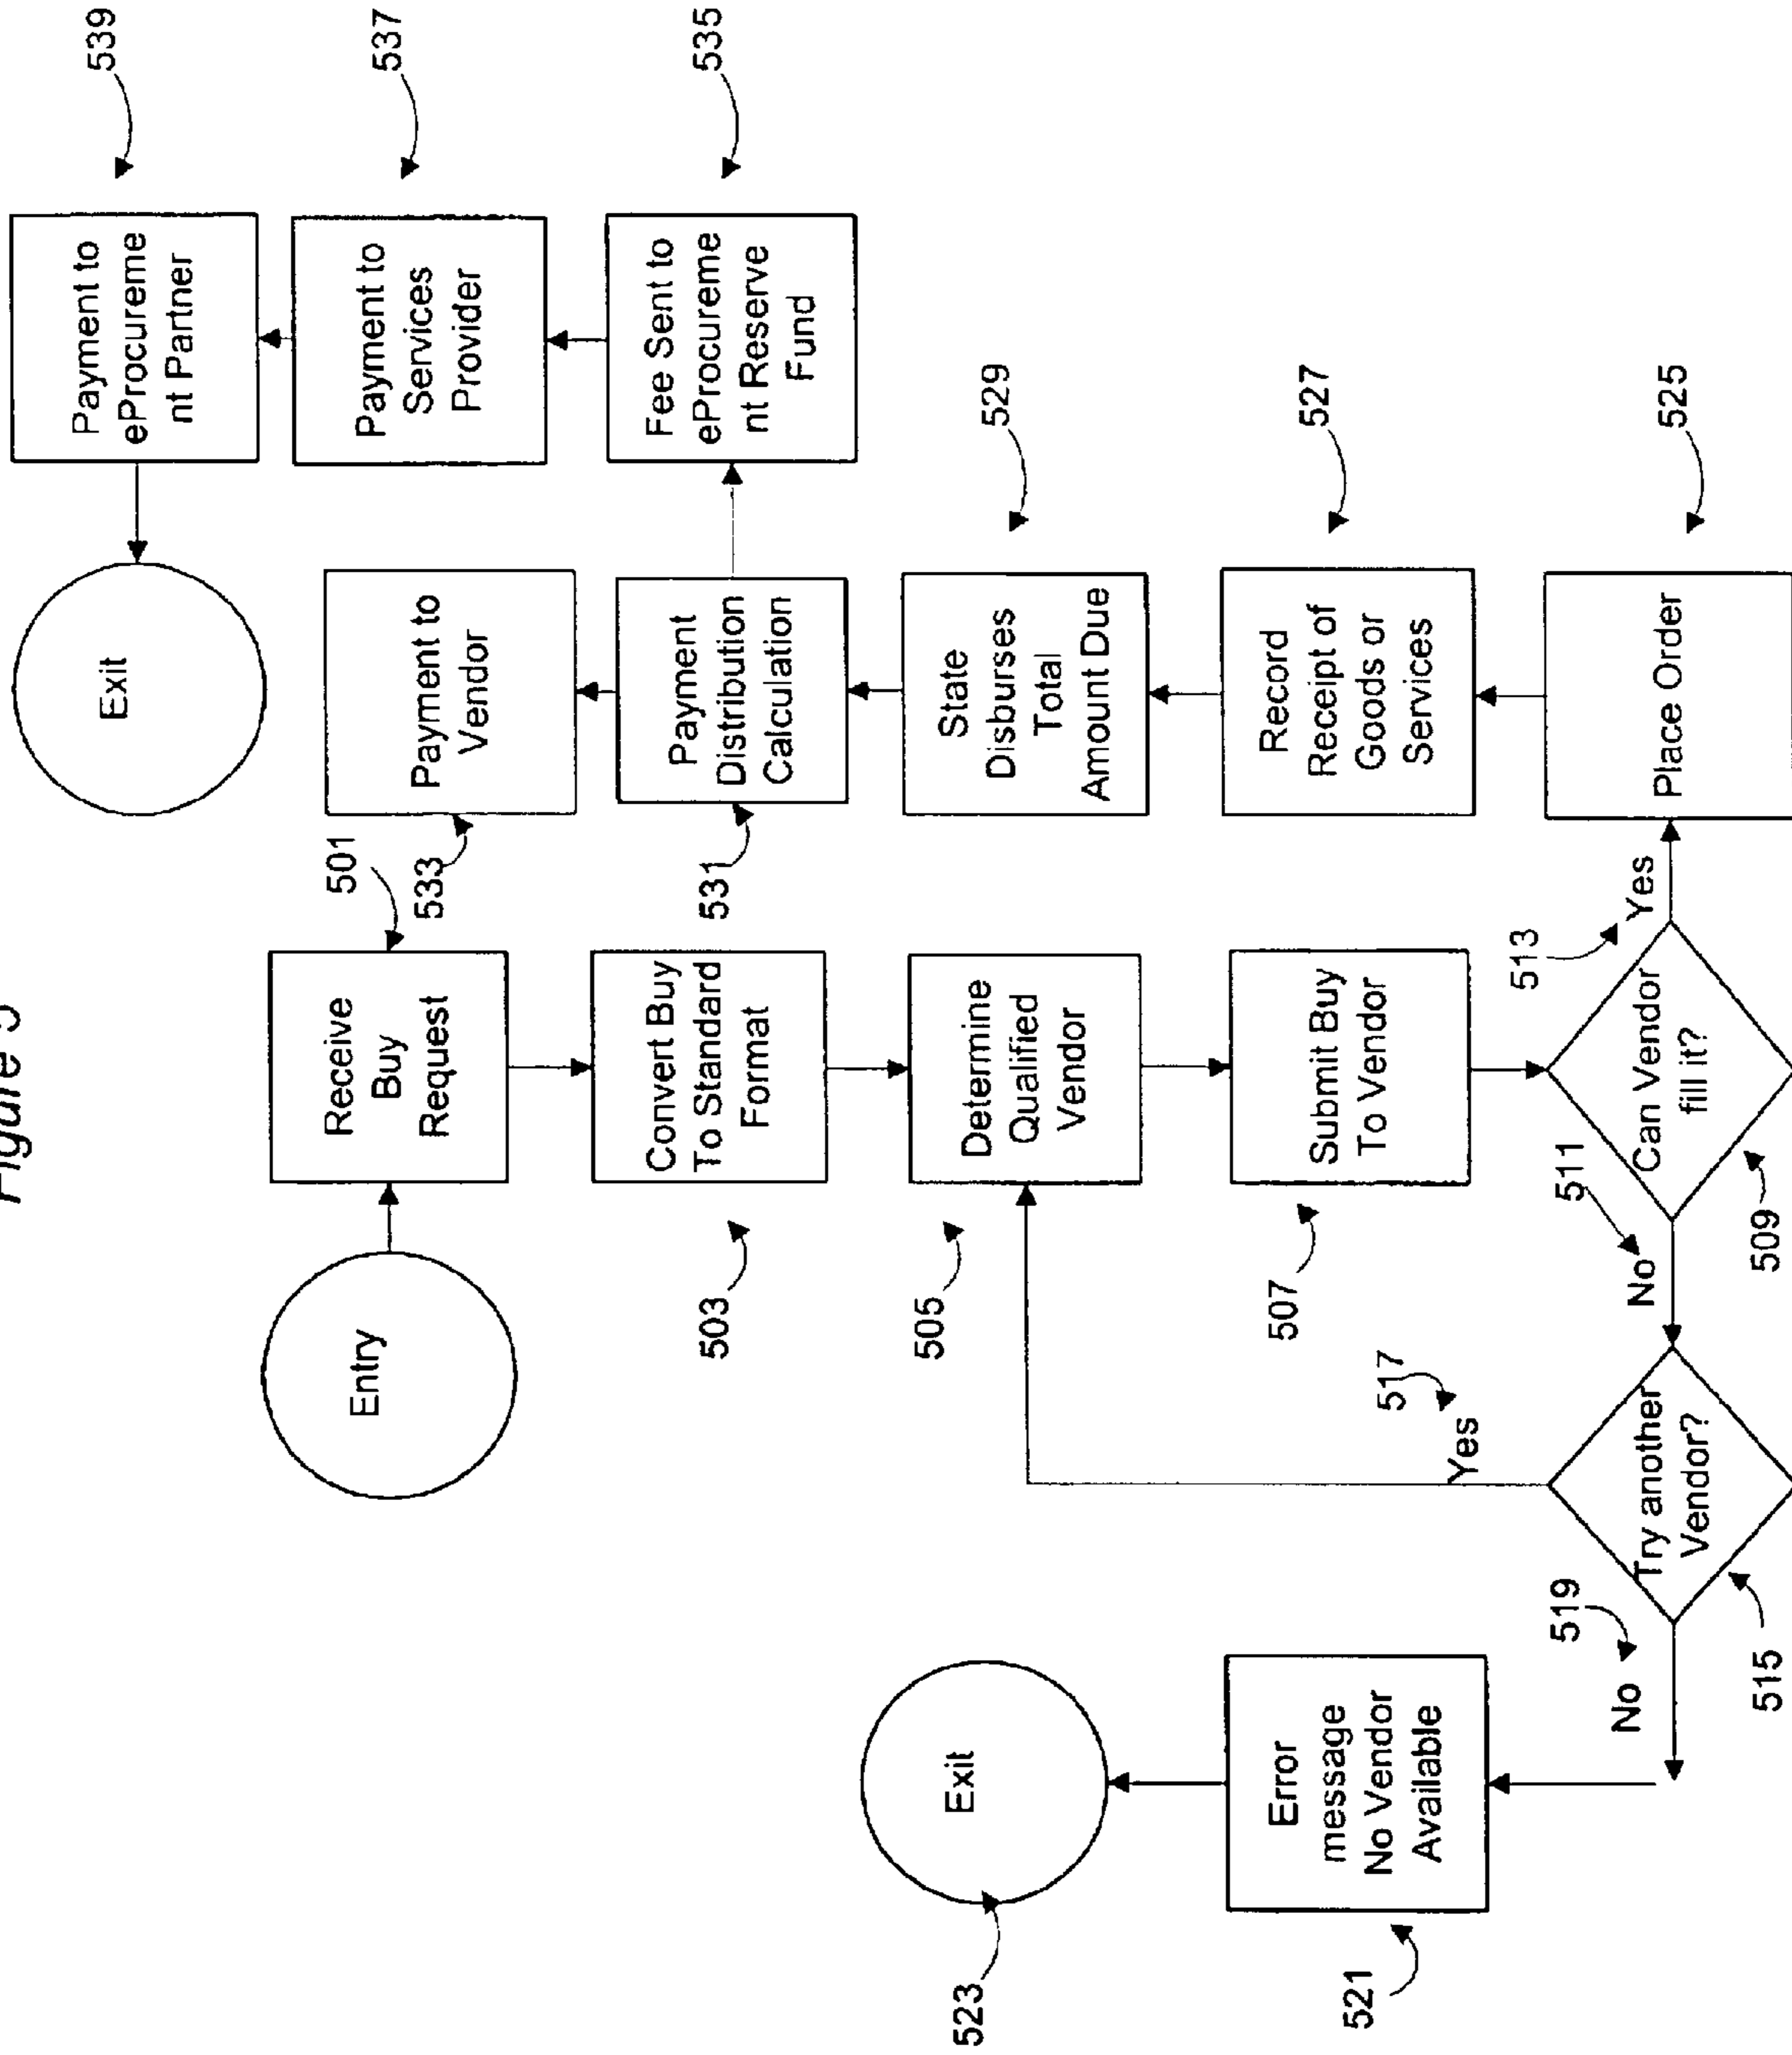 Figure 5
Entry
Receive
Buy
Request
501
Convert Buy
To Standard
Format
503
Determine
Qualified
Vendor
505
Submit Buy
To Vendor
507
Can Vendor
fill it?
509
No
511
Yes
513
Try another
Vendor?
515
Yes
517
No
519
Error
message
No Vendor
Available
521
Exit
523
Place Order
525
Record
Receipt of
Goods or
Services
527
State
Disburses
Total
Amount Due
529
Payment
Distribution
Calculation
531
Payment to
Vendor
533
Fee Sent to
eProcureme
nt Reserve
Fund
535
Payment to
Services
Provider
537
Payment to
eProcureme
nt Partner
539
Exit